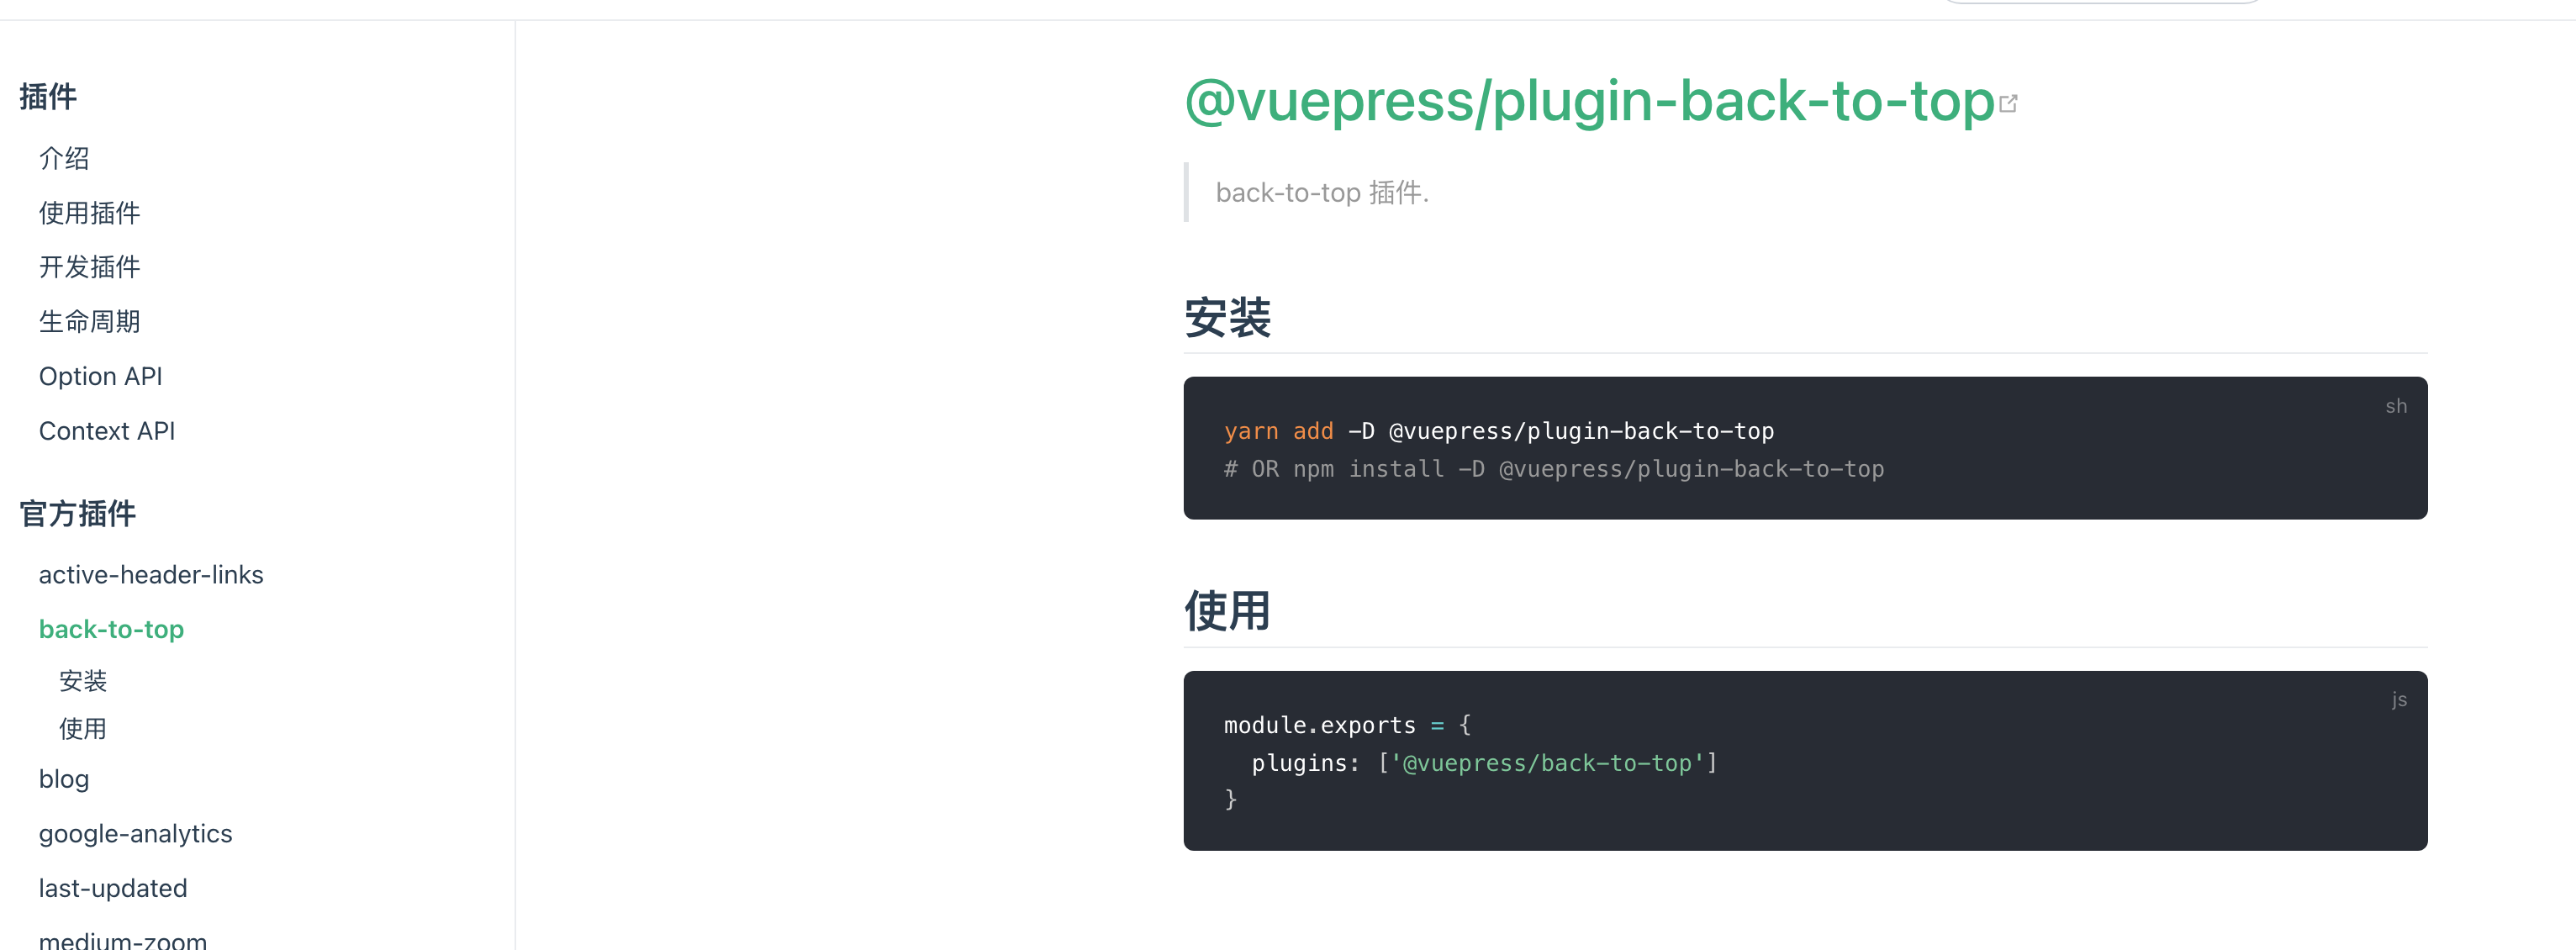 插件
介绍
使用插件
开发插件
生命周期
Option API
Context API
官方插件
active-header-links
back-to-top
安装
使用
blog
google-analytics
last-updated
medium-zoom
@vuepress/plugin-back-to-top
back-to-top 插件.
安装
sh
yarn add -D @vuepress/plugin-back-to-top
# OR npm install -D @vuepress/plugin-back-to-top
使用
js
module.exports = {
  plugins: ['@vuepress/back-to-top']
}